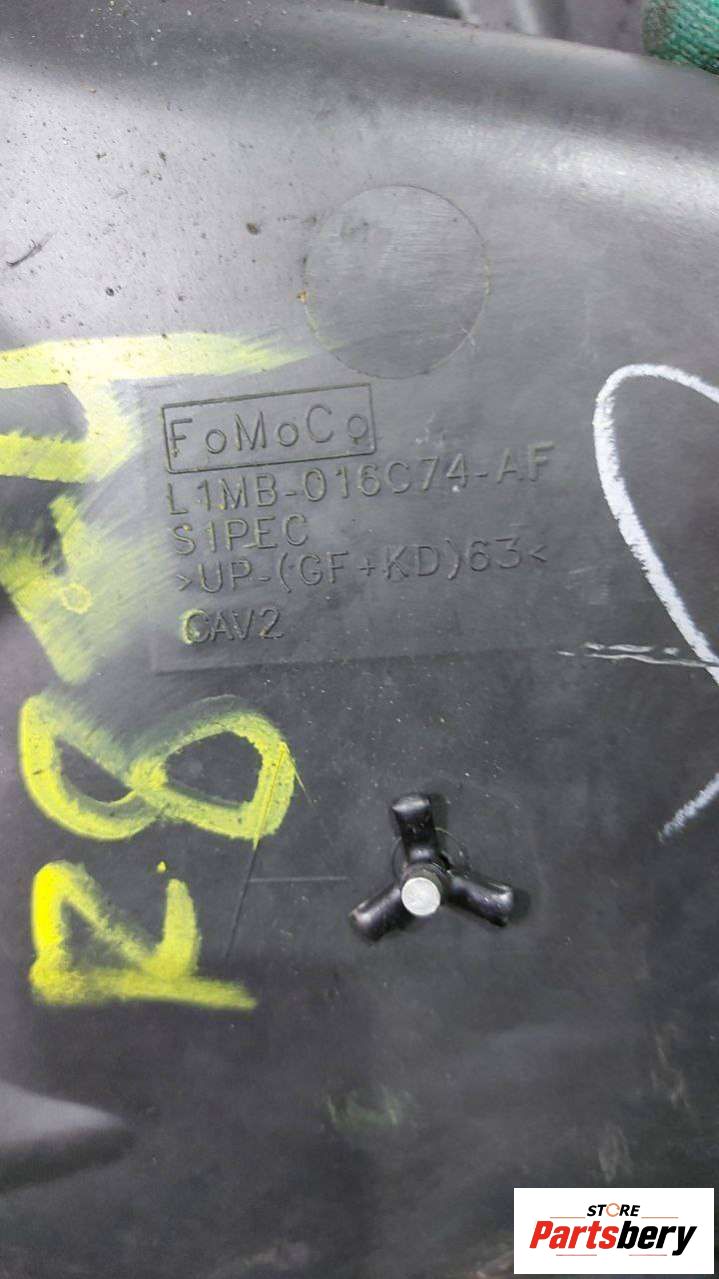 FoMoCo
L1MB-016C74-AF
S1PEC
>UP-(GF+KD)63<
CAV2
STORE
Partsbery